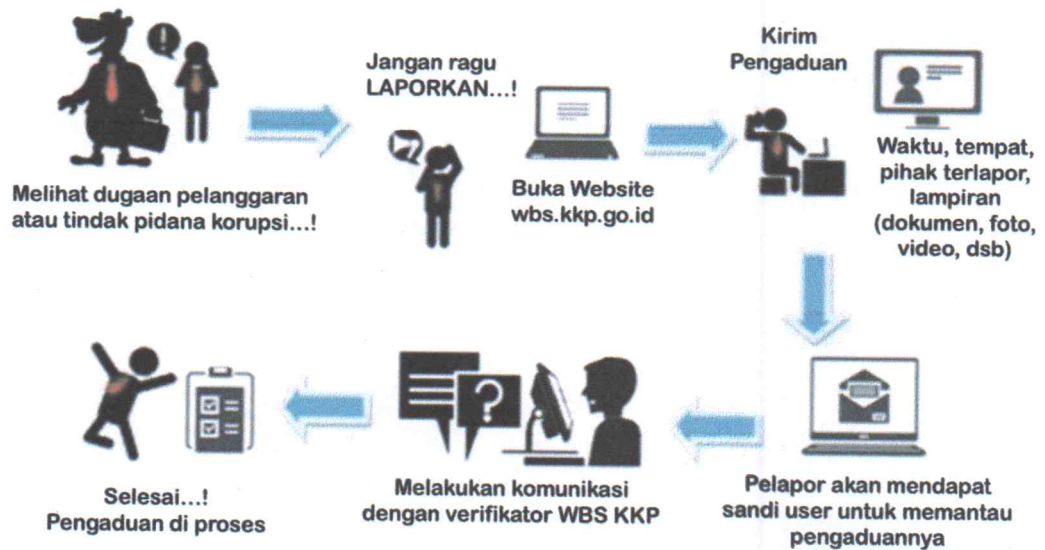 Melihat dugaan pelanggaran
atau tindak pidana korupsi...!
Jangan ragu
LAPORKAN...!
Buka Website
wbs.kkp.go.id
Kirim
Pengaduan
Waktu, tempat,
pihak terlapor,
lampiran
(dokumen, foto,
video, dsb)
Pelapor akan mendapat
sandi user untuk memantau
pengaduannya
Melakukan komunikasi
dengan verifikator WBS KKP
Selesai...!
Pengaduan di proses